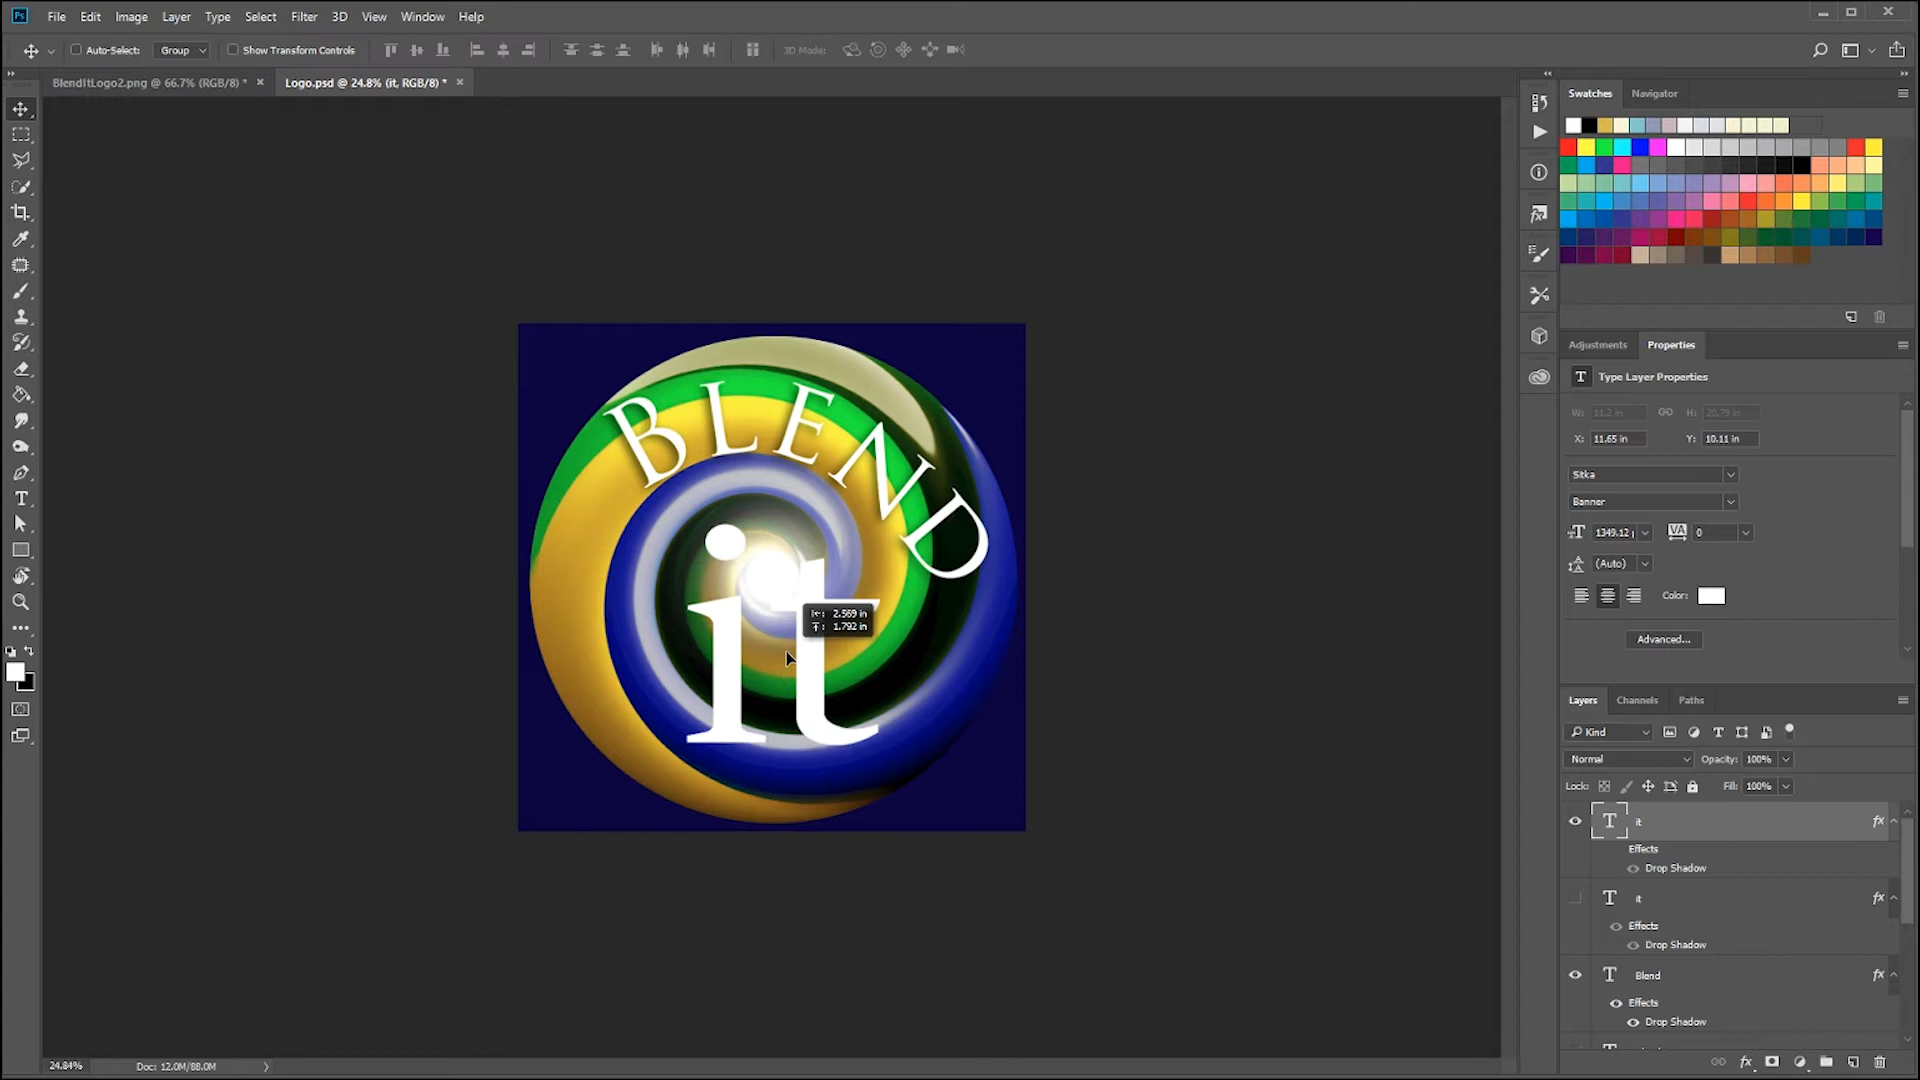 Ps File Edit Image Layer Type Select Filter 3D View Window Help
Auto-Select: Group Show Transform Controls 3D Mode:
BlendItLogo2.png @ 66.7% (RGB/8) * × Logo.psd @ 24.8% (it, RGB/8) * ×
Swatches Navigator
Adjustments Properties
T Type Layer Properties
W: 11.2 in H: 20.79 in
X: 11.65 in Y: 10.11 in
Sitka
Banner
1349.12 VA 0
(Auto)
Color:
Advanced...
BLEND
it
2.569 in
1.792 in
Layers Channels Paths
Kind
Normal Opacity: 100%
Lock: Fill: 100%
T it fx
Effects
Drop Shadow
T it fx
Effects
Drop Shadow
T Blend fx
Effects
Drop Shadow
fx
24.84% Doc: 12.0M/88.0M